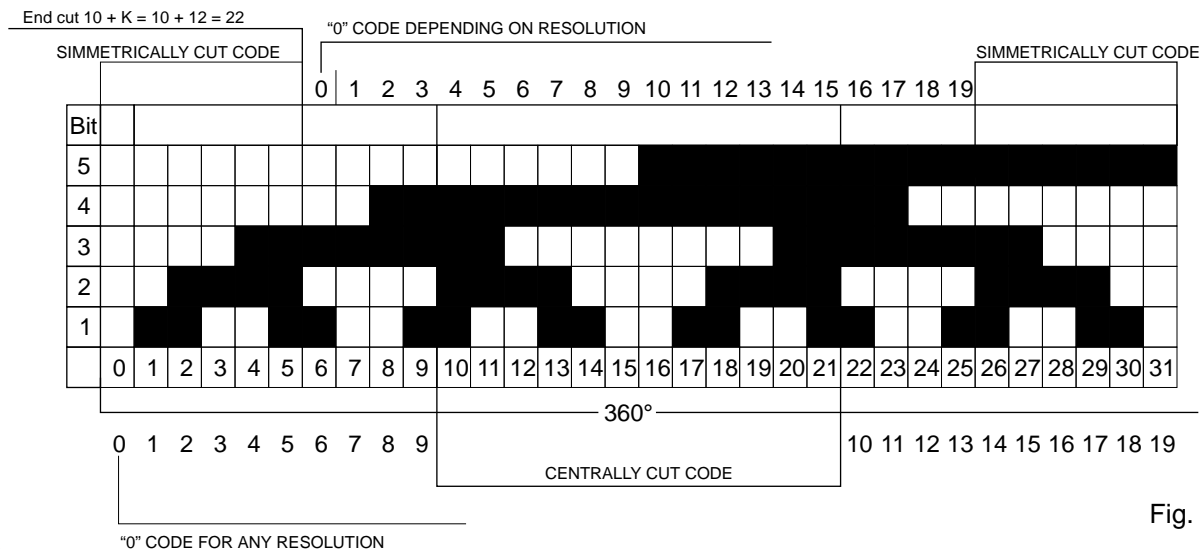 End cut 10 + K = 10 + 12 = 22
“0” CODE DEPENDING ON RESOLUTION
SIMMETRICALLY CUT CODE SIMMETRICALLY CUT CODE
0 1 2 3 4 5 6 7 8 9 10 11 12 13 14 15 16 17 18 19
Bit
5
4
3
2
1
0 1 2 3 4 5 6 7 8 9 10 11 12 13 14 15 16 17 18 19 20 21 22 23 24 25 26 27 28 29 30 31
360°
0 1 2 3 4 5 6 7 8 9 10 11 12 13 14 15 16 17 18 19
CENTRALLY CUT CODE
Fig.
“0” CODE FOR ANY RESOLUTION